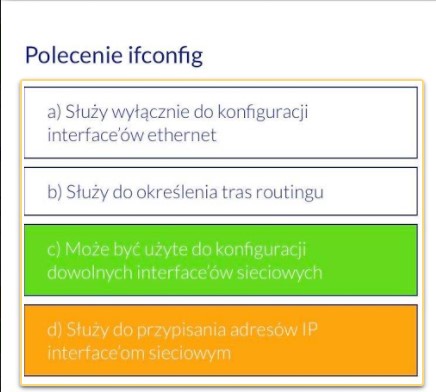 Polecenie ifconfig
a) Służy wyłącznie do konfiguracji
interface'ów ethernet
b) Służy do określenia tras routingu
c) Może być użyte do konfiguracji
dowolnych interface'ów sieciowych
d) Służy do przypisania adresów IP
interface'om sieciowym